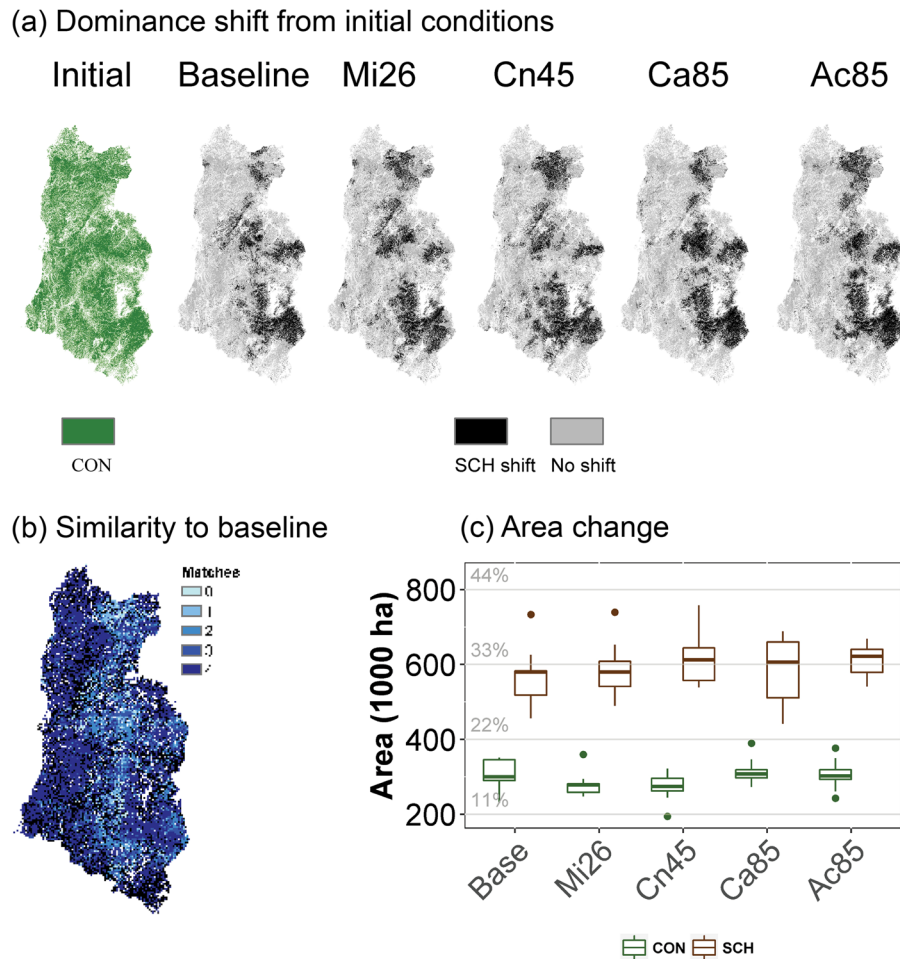 (a) Dominance shift from initial conditions
Initial Baseline Mi26 Cn45 Ca85 Ac85
CON SCH shift No shift
(b) Similarity to baseline
Matches
0
1
2
3
(c) Area change
Area (1000 ha)
800
600
400
200
44%
33%
22%
11%
Base Mi26 Cn45 Ca85 Ac85
CON SCH